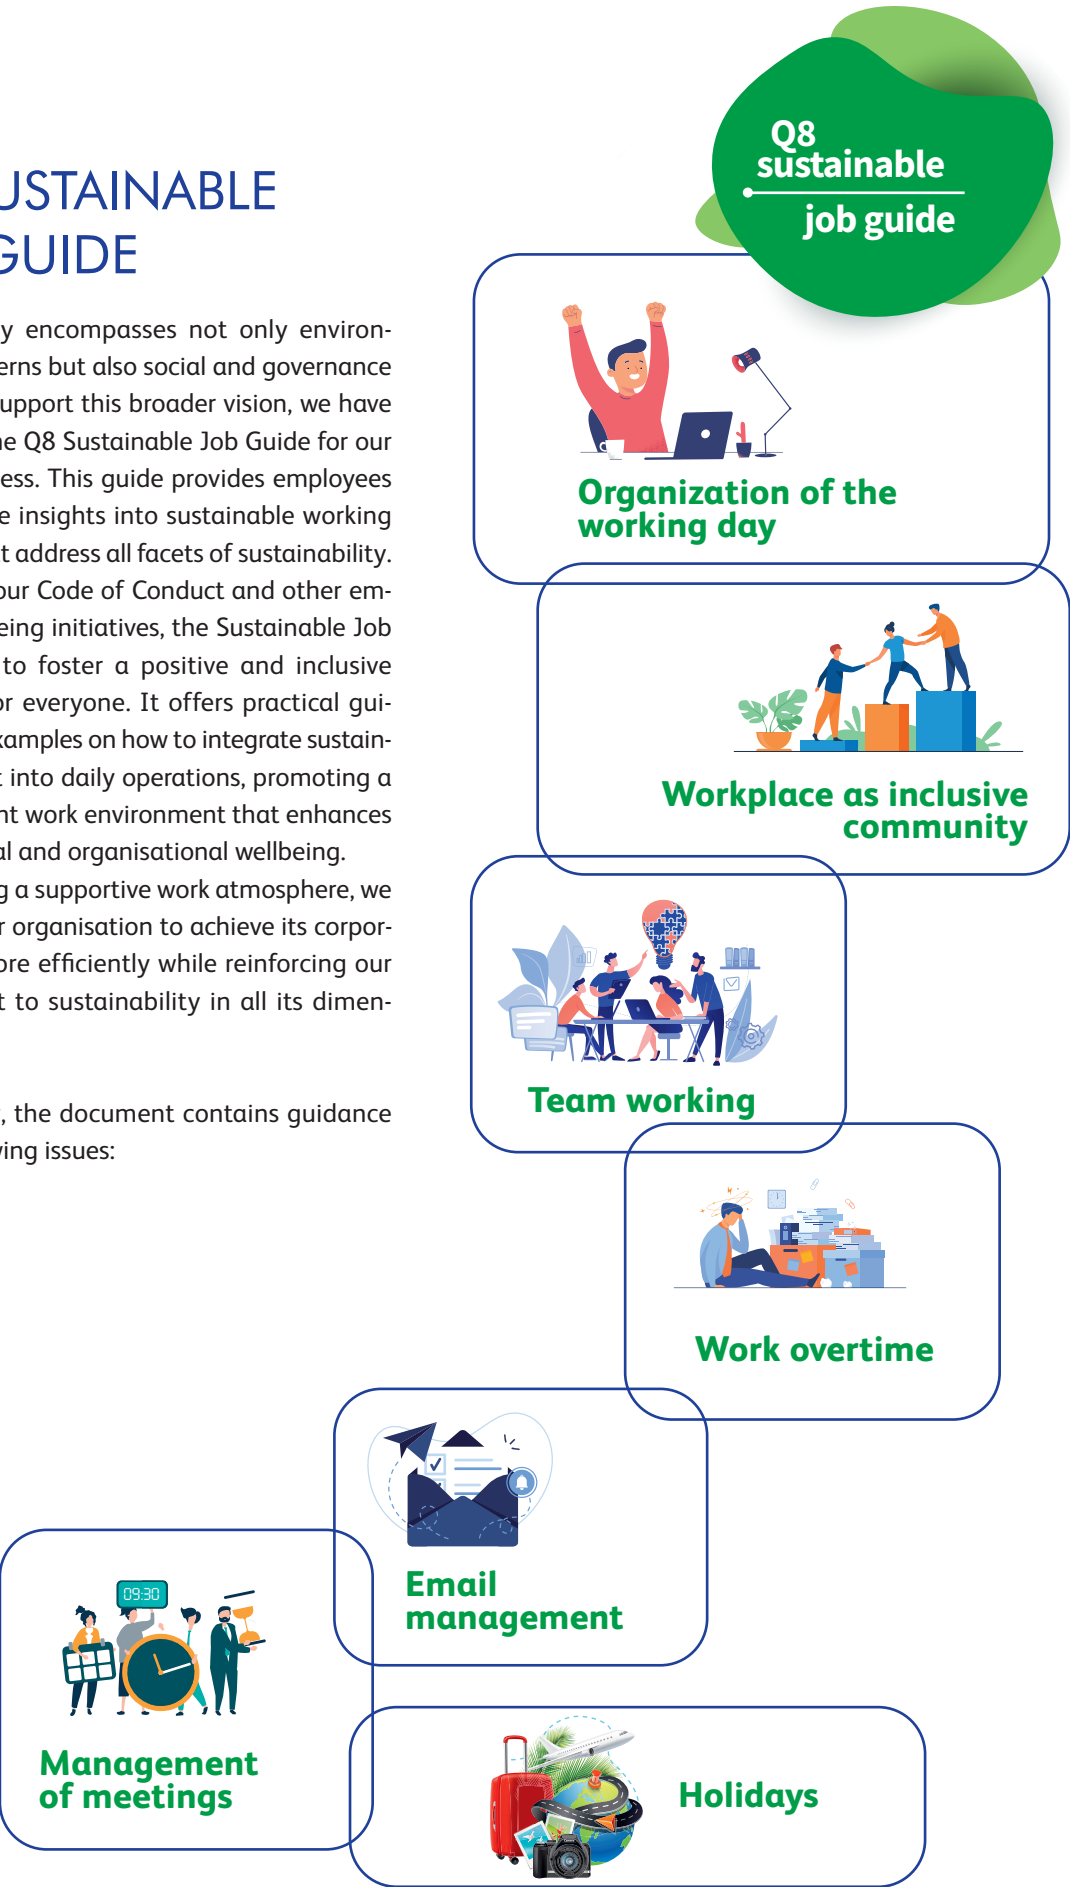 USTAINABLE
GUIDE
y encompasses not only environ-
erns but also social and governance
support this broader vision, we have
he Q8 Sustainable Job Guide for our
ess. This guide provides employees
e insights into sustainable working
t address all facets of sustainability.
our Code of Conduct and other em-
eing initiatives, the Sustainable Job
to foster a positive and inclusive
or everyone. It offers practical gui-
xamples on how to integrate sustain-
t into daily operations, promoting a
nt work environment that enhances
al and organisational wellbeing.
g a supportive work atmosphere, we
r organisation to achieve its corpor-
ore efficiently while reinforcing our
t to sustainability in all its dimen-
, the document contains guidance
wing issues:
Q8
sustainable
job guide
Organization of the
working day
Workplace as inclusive
community
Team working
Work overtime
Email
management
09:30
Management
of meetings
Holidays